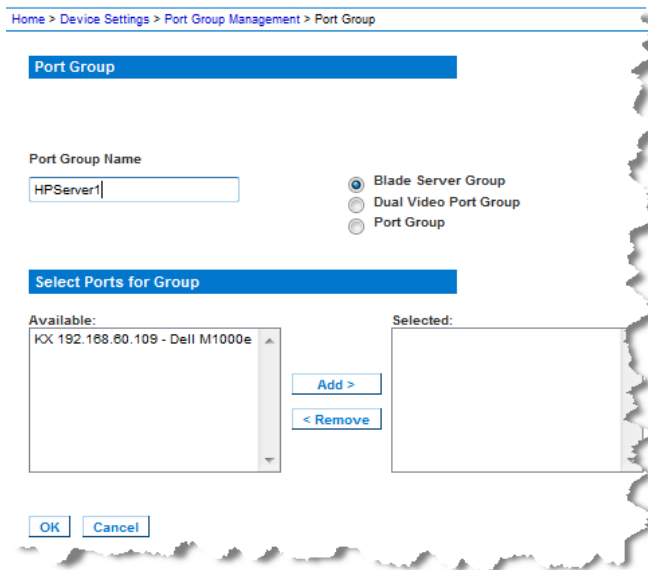 Home > Device Settings > Port Group Management > Port Group
Port Group
Port Group Name
HPServer1
Blade Server Group
Dual Video Port Group
Port Group
Select Ports for Group
Available:
Selected:
KX 192.168.60.109 - Dell M1000e
Add >
< Remove
OK
Cancel